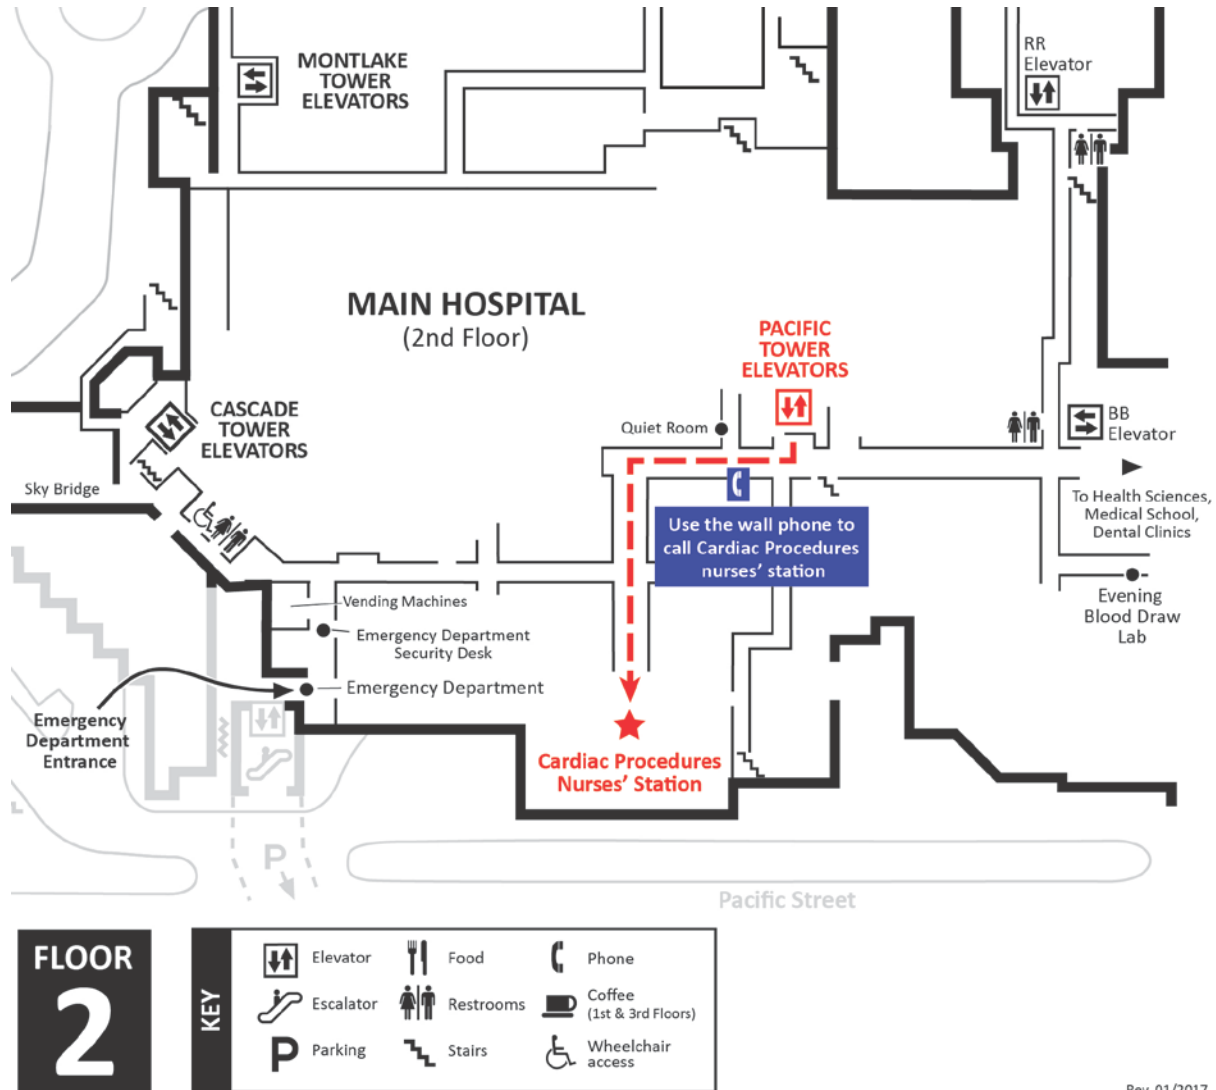 MONTLAKE
TOWER
ELEVATORS
RR
Elevator
MAIN HOSPITAL
(2nd Floor)
PACIFIC
TOWER
ELEVATORS
CASCADE
TOWER
ELEVATORS
Quiet Room
BB
Elevator
Sky Bridge
To Health Sciences,
Medical School,
Dental Clinics
Use the wall phone to
call Cardiac Procedures
nurses' station
Vending Machines
Emergency Department
Security Desk
Evening
Blood Draw
Lab
Emergency Department
Emergency
Department
Entrance
Cardiac Procedures
Nurses' Station
P
Pacific Street
FLOOR
2
KEY
Elevator
Food
Phone
Escalator
Restrooms
Coffee
(1st & 3rd Floors)
P
Parking
Stairs
Wheelchair
access
Rev. 01/2017